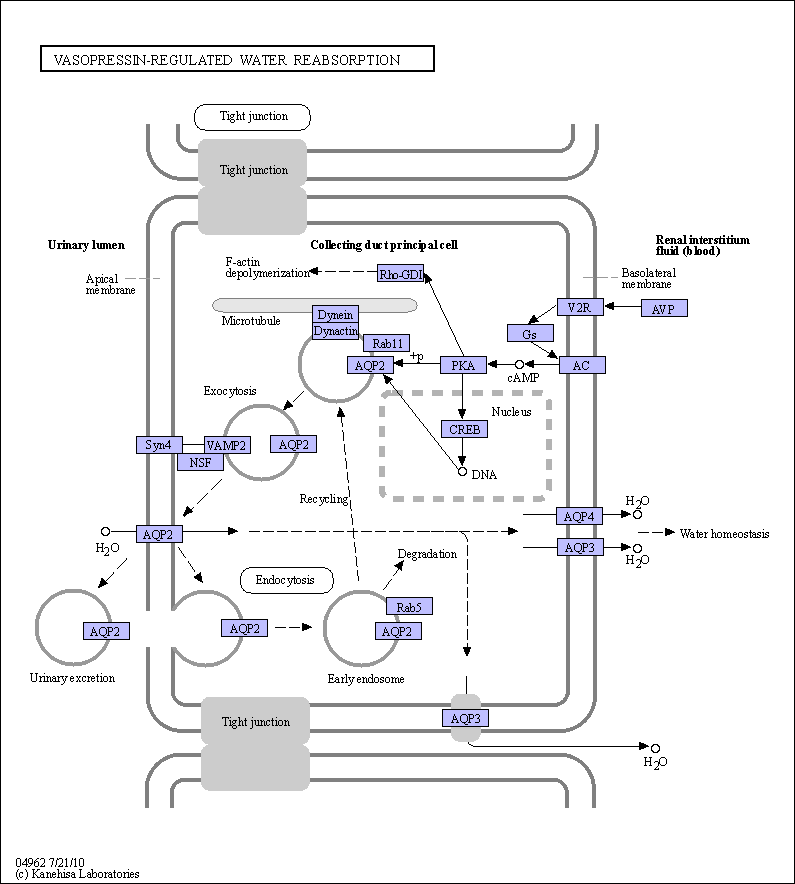 VASOPRESSIN-REGULATED WATER REABSORPTION
Tight junction
Tight junction
Urinary lumen
Collecting duct principal cell
Renal interstitium
fluid (blood)
Apical
membrane
F-actin
depolymerization
Rho-GDI
Basolateral
membrane
Microtubule
Dynein
Dynactin
V2R
AVP
Gs
Rab11
AQP2
+p
PKA
cAMP
AC
Exocytosis
Nucleus
CREB
DNA
Syn4
VAMP2
NSF
AQP2
Recycling
H2O
AQP2
AQP4
H2O
AQP3
H2O
Water homeostasis
Degradation
Endocytosis
Rab5
AQP2
AQP2
AQP2
Urinary excretion
Early endosome
Tight junction
AQP3
H2O
04962 7/21/10
(c) Kanehisa Laboratories